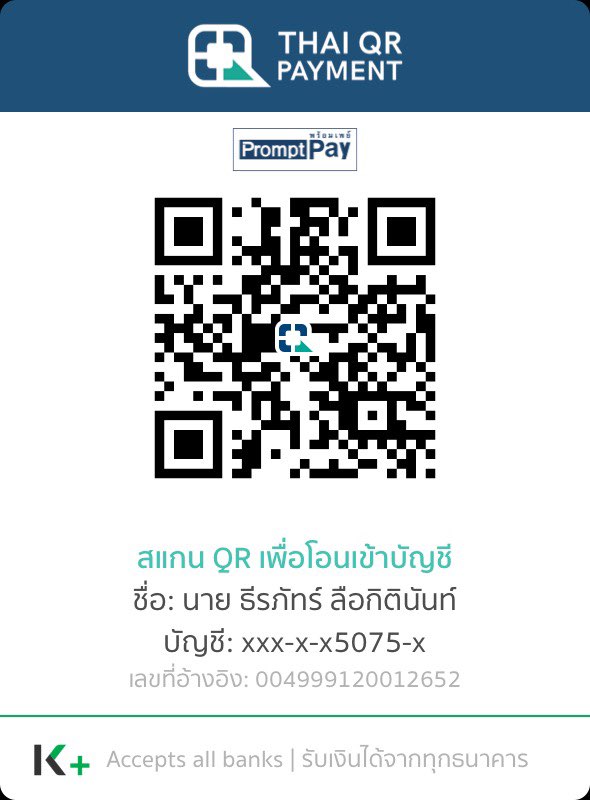 THAI QR
PAYMENT
พร้อมเพย์
PromptPay
สแกน QR เพื่อโอนเข้าบัญชี
ชื่อ: นาย ธีรภัทร์ ลือกิตินันท์
บัญชี: xxx-x-x5075-x
เลขที่อ้างอิง: 004999120012652
K+ Accepts all banks | รับเงินได้จากทุกธนาคาร